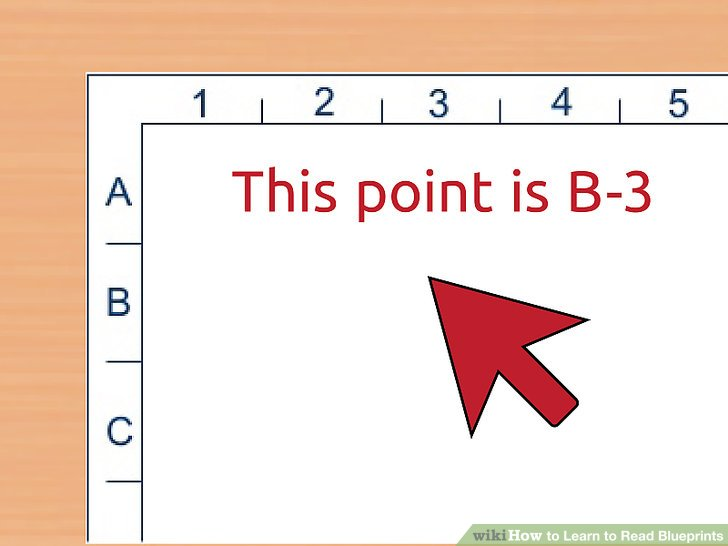 1 2 3 4 5
A
This point is B-3
B
C
wikiHow to Learn to Read Blueprints